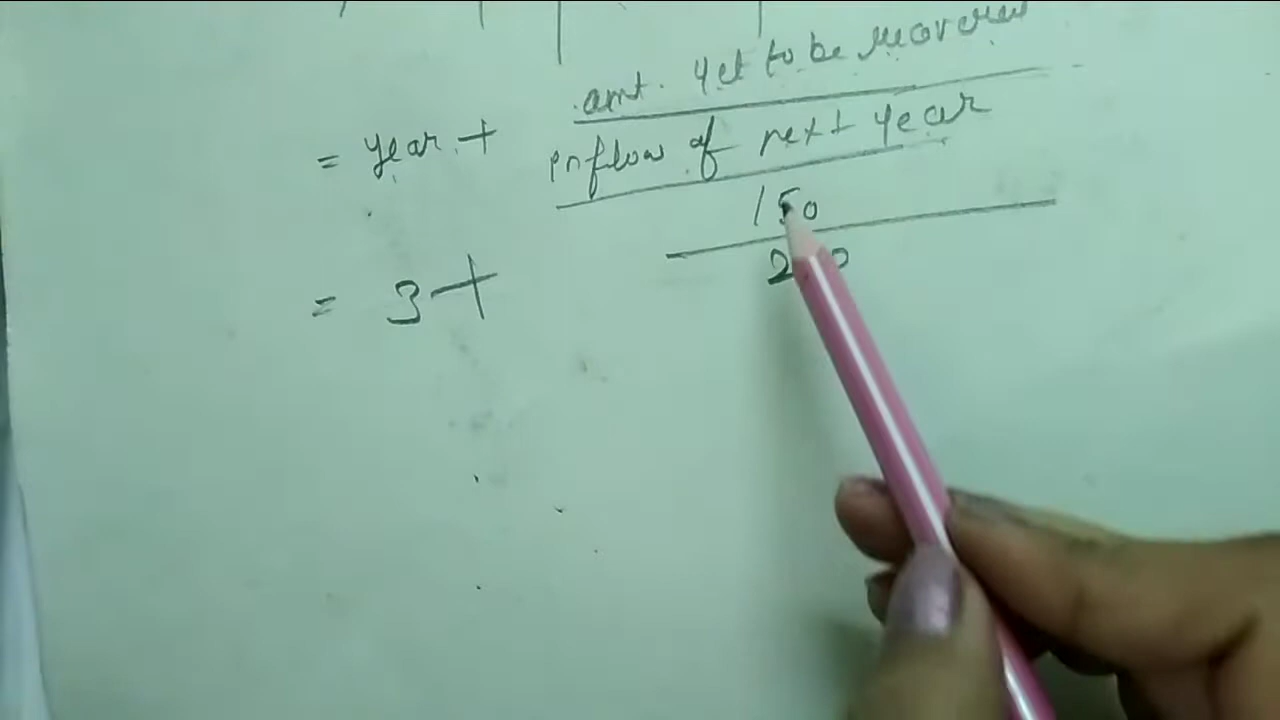 amt. yet to be recovered
= year + inflow of next year
150
= 3 +